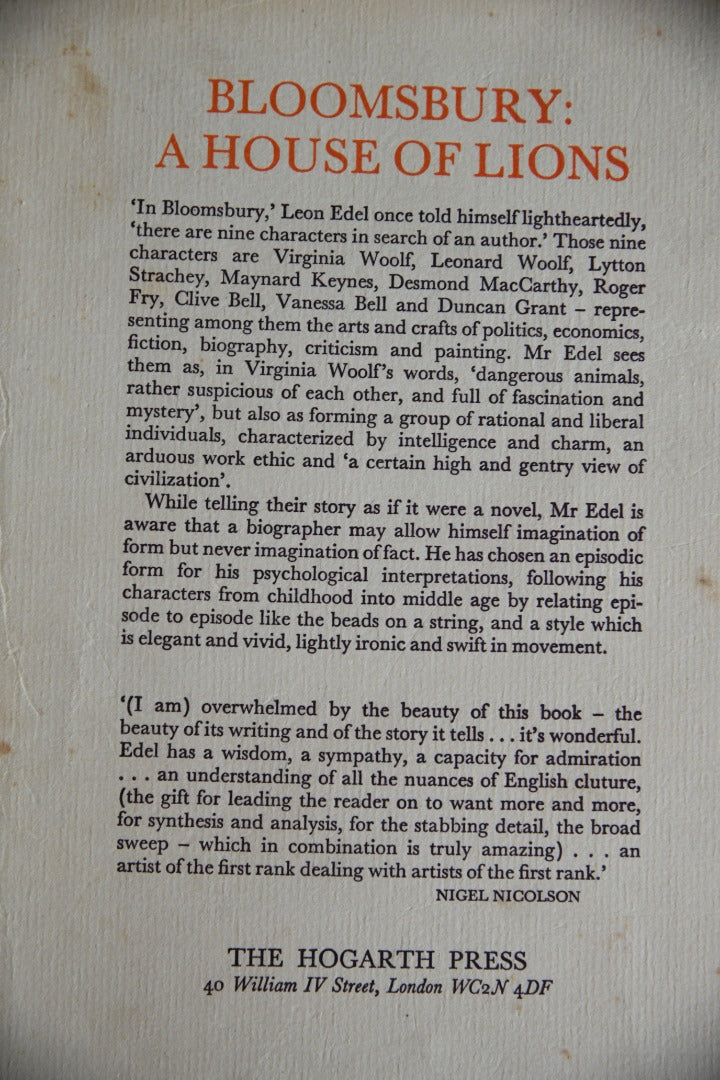 BLOOMSBURY:
A HOUSE OF LIONS
‘In Bloomsbury,’ Leon Edel once told himself lightheartedly,
‘there are nine characters in search of an author.’ Those nine
characters are Virginia Woolf, Leonard Woolf, Lytton
Strachey, Maynard Keynes, Desmond MacCarthy, Roger
Fry, Clive Bell, Vanessa Bell and Duncan Grant – repre-
senting among them the arts and crafts of politics, economics,
fiction, biography, criticism and painting. Mr Edel sees
them as, in Virginia Woolf’s words, ‘dangerous animals,
rather suspicious of each other, and full of fascination and
mystery’, but also as forming a group of rational and liberal
individuals, characterized by intelligence and charm, an
arduous work ethic and ‘a certain high and gentry view of
civilization’.
While telling their story as if it were a novel, Mr Edel is
aware that a biographer may allow himself imagination of
form but never imagination of fact. He has chosen an episodic
form for his psychological interpretations, following his
characters from childhood into middle age by relating epi-
sode to episode like the beads on a string, and a style which
is elegant and vivid, lightly ironic and swift in movement.
‘(I am) overwhelmed by the beauty of this book – the
beauty of its writing and of the story it tells . . . it’s wonderful.
Edel has a wisdom, a sympathy, a capacity for admiration
. . . an understanding of all the nuances of English cluture,
(the gift for leading the reader on to want more and more,
for synthesis and analysis, for the stabbing detail, the broad
sweep – which in combination is truly amazing) . . . an
artist of the first rank dealing with artists of the first rank.’
NIGEL NICOLSON
THE HOGARTH PRESS
40 William IV Street, London WC2N 4DF